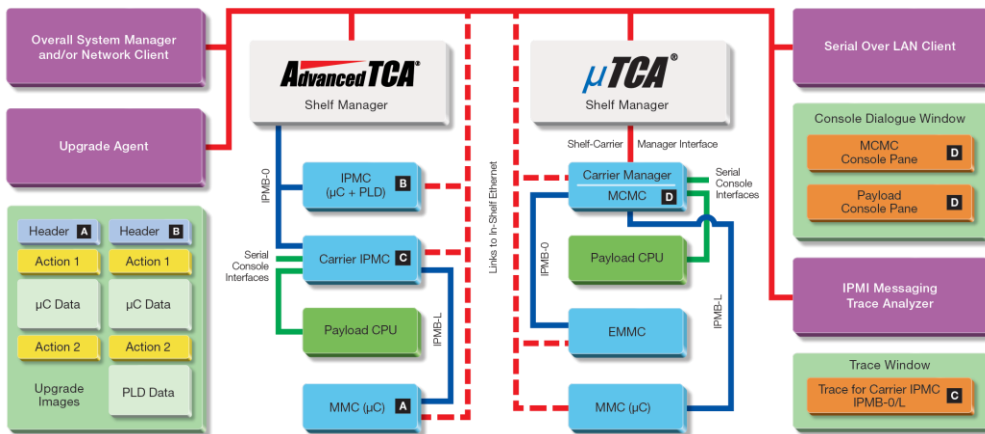 Overall System Manager
and/or Network Client
Upgrade Agent
Header A
Header B
Action 1
Action 1
µC Data
µC Data
Action 2
Action 2
Upgrade
Images
PLD Data
AdvancedTCA®
Shelf Manager
IPMB-0
IPMC
(µC + PLD)
B
Carrier IPMC C
Serial
Console
Interfaces
Payload CPU
IPMB-L
MMC (µC) A
Links to In-Shelf Ethernet
µTCA®
Shelf Manager
Shelf-Carrier Manager Interface
Carrier Manager
MCMC D
Serial
Console
Interfaces
IPMB-0
Payload CPU
IPMB-L
EMMC
MMC (µC)
Serial Over LAN Client
Console Dialogue Window
MCMC
Console Pane
D
Payload
Console Pane
D
IPMI Messaging
Trace Analyzer
Trace Window
Trace for Carrier IPMC
IPMB-0/L
C